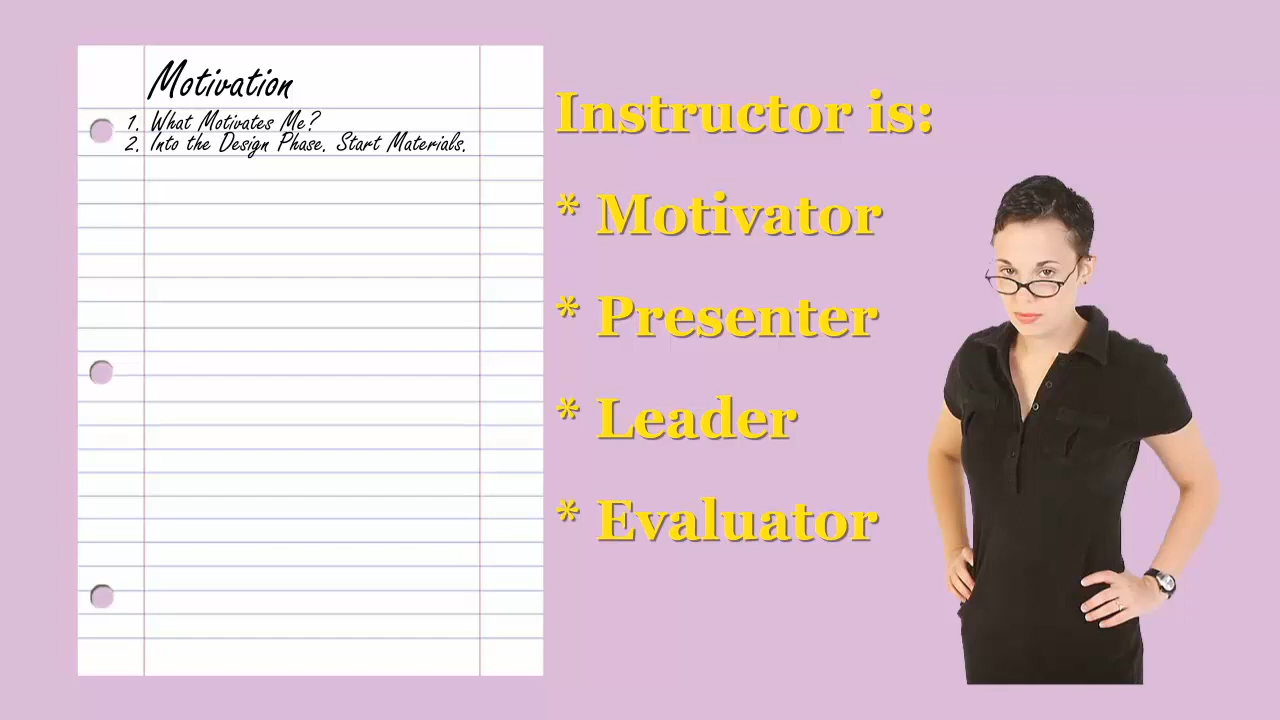 Motivation
1. What Motivates Me?
2. Into the Design Phase. Start Materials.
Instructor is:
* Motivator
* Presenter
* Leader
* Evaluator